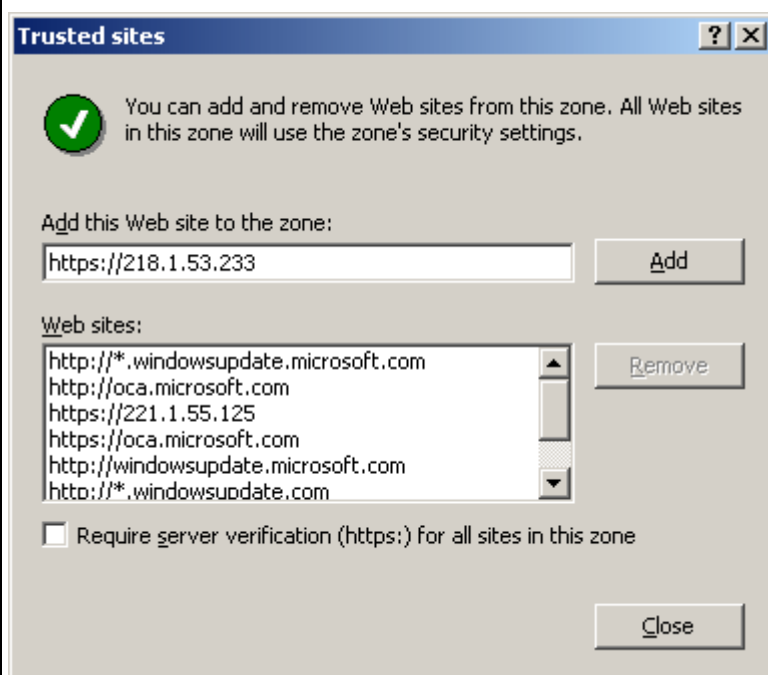 Trusted sites
You can add and remove Web sites from this zone. All Web sites
in this zone will use the zone's security settings.
Add this Web site to the zone:
https://218.1.53.233
Add
Web sites:
http://*.windowsupdate.microsoft.com
http://oca.microsoft.com
https://221.1.55.125
https://oca.microsoft.com
http://windowsupdate.microsoft.com
http://*.windowsupdate.com
Remove
Require server verification (https:) for all sites in this zone
Close